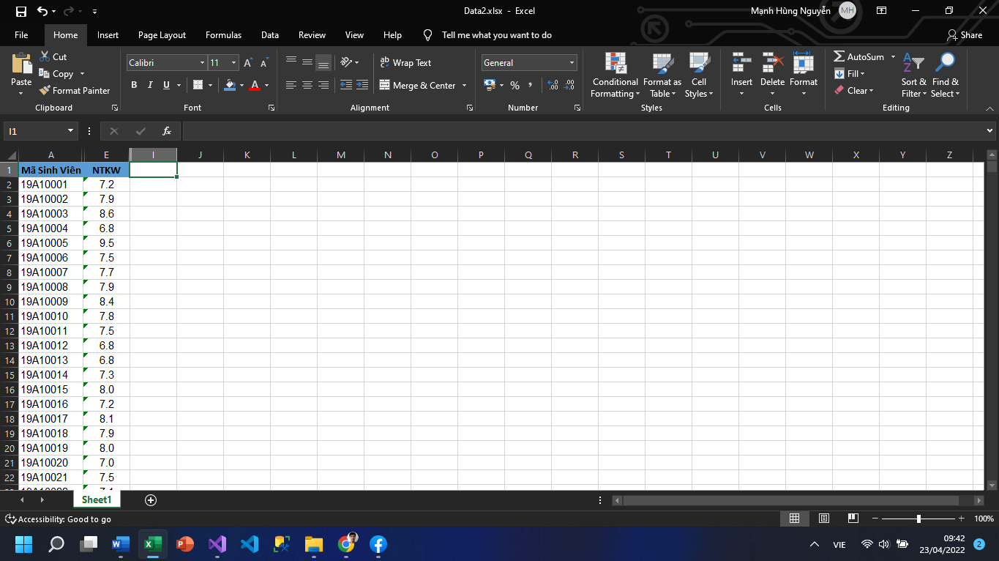 Data2.xlsx - Excel
Mạnh Hùng Nguyễn MH
File Home Insert Page Layout Formulas Data Review View Help Tell me what you want to do Share
Paste
Cut
Copy
Format Painter
Clipboard
Calibri 11
B I U A
Font
Wrap Text
Merge & Center
Alignment
General
% ,
Number
Conditional Formatting
Format as Table
Cell Styles
Styles
Insert Delete Format
Cells
AutoSum
Fill
Clear
Sort & Filter
Find & Select
Editing
I1 fx
A E I J K L M N O P Q R S T U V W X Y Z
1 Mã Sinh Viên NTKW
2 19A10001 7.2
3 19A10002 7.9
4 19A10003 8.6
5 19A10004 6.8
6 19A10005 9.5
7 19A10006 7.5
8 19A10007 7.7
9 19A10008 7.9
10 19A10009 8.4
11 19A10010 7.8
12 19A10011 7.5
13 19A10012 6.8
14 19A10013 6.8
15 19A10014 7.3
16 19A10015 8.0
17 19A10016 7.2
18 19A10017 8.1
19 19A10018 7.9
20 19A10019 8.0
21 19A10020 7.0
22 19A10021 7.5
Sheet1
Accessibility: Good to go
100%
VIE
09:42
23/04/2022
2